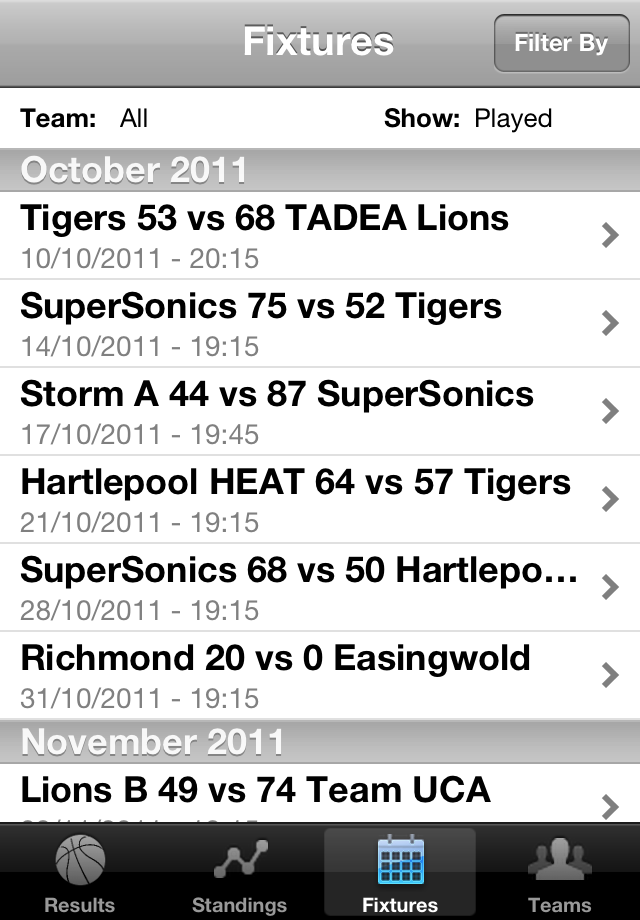 Fixtures
Filter By
Team: All
Show: Played
October 2011
Tigers 53 vs 68 TADEA Lions
10/10/2011 - 20:15
SuperSonics 75 vs 52 Tigers
14/10/2011 - 19:15
Storm A 44 vs 87 SuperSonics
17/10/2011 - 19:45
Hartlepool HEAT 64 vs 57 Tigers
21/10/2011 - 19:15
SuperSonics 68 vs 50 Hartlepo...
28/10/2011 - 19:15
Richmond 20 vs 0 Easingwold
31/10/2011 - 19:15
November 2011
Lions B 49 vs 74 Team UCA
Results
Standings
Fixtures
Teams